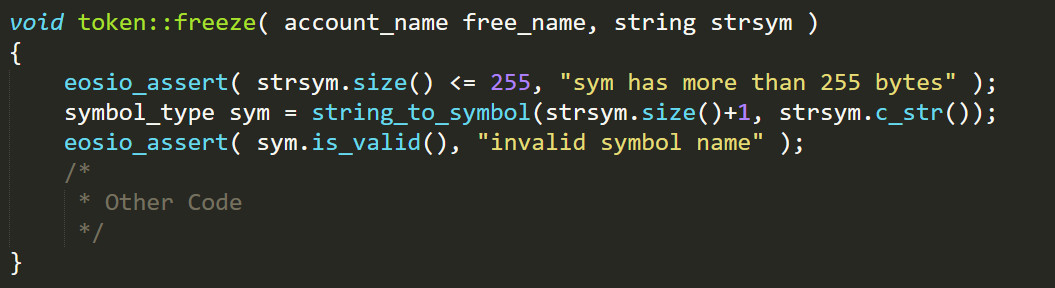 void token::freeze( account_name free_name, string strsym )
{
    eosio_assert( strsym.size() <= 255, "sym has more than 255 bytes" );
    symbol_type sym = string_to_symbol(strsym.size()+1, strsym.c_str());
    eosio_assert( sym.is_valid(), "invalid symbol name" );
    /*
     * Other Code
     */
}